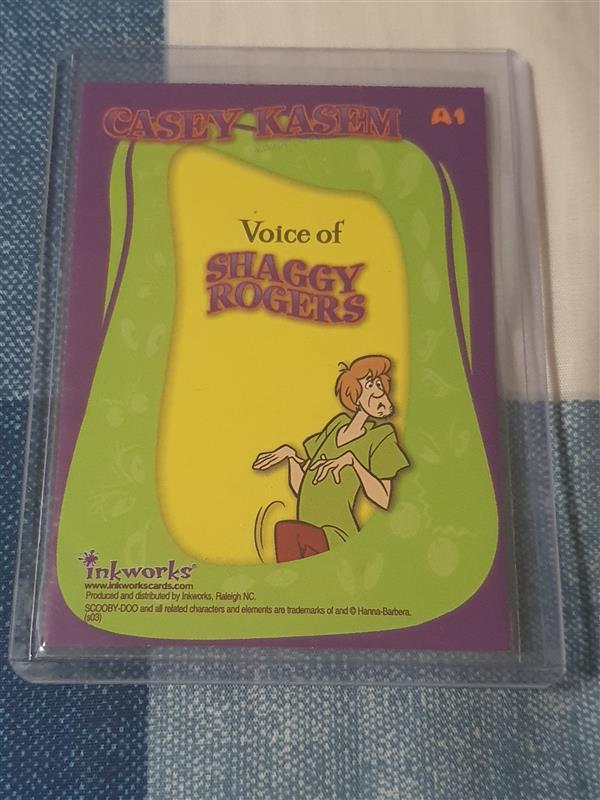 CASEY KASEM A1
Voice of
SHAGGY
ROGERS
inkworks®
www.inkworkscards.com
Produced and distributed by Inkworks, Raleigh NC.
SCOOBY-DOO and all related characters and elements are trademarks of and © Hanna-Barbera.
(s03)